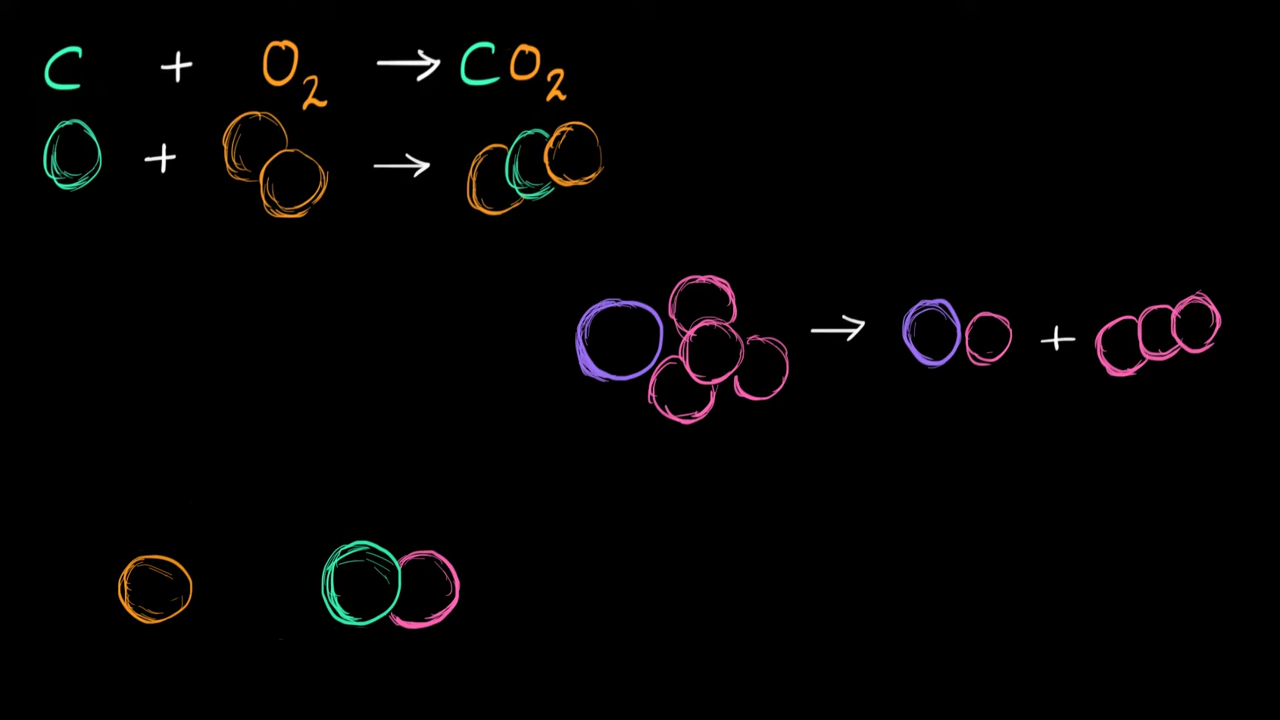 C + O₂ → CO₂
+ →
→ +